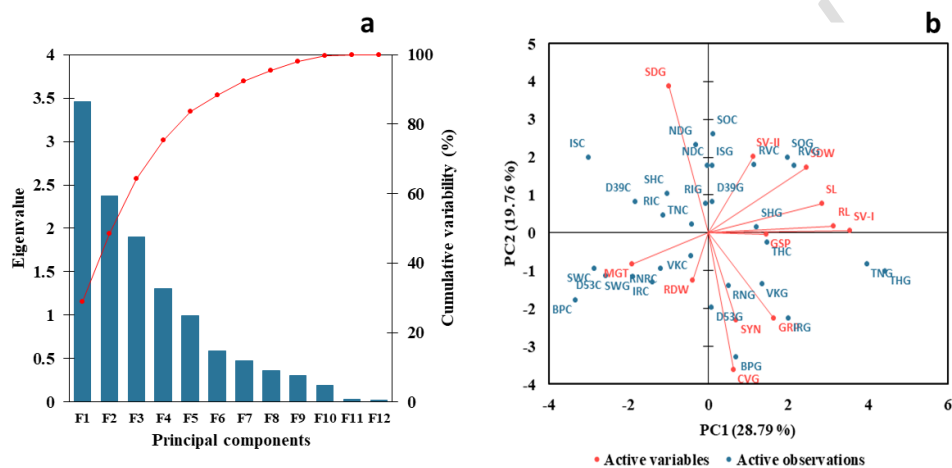 a
4
3.5
3
2.5
2
1.5
1
0.5
0
Eigenvalue
100
80
60
40
20
0
Cumulative variability (%)
F1 F2 F3 F4 F5 F6 F7 F8 F9 F10 F11 F12
Principal components
b
5
4
3
2
1
0
-1
-2
-3
-4
PC2 (19.76 %)
SDG
SOC
NDG
SV-II
SOG
ISC
NDC ISG
RVC
RVG
SDW
SHC
D39C
RIG
D39G
SL
RIC
TNC
SHG
RL
SV-I
GSP
THC
VKC
MGT
SWC
D53C
SWG
RNRC
IRC
RDW
BPC
RNG
VKG
TNG
THG
D53G
SYN
GRI
IRG
BPG
CVG
-4 -2 0 2 4 6
PC1 (28.79 %)
Active variables Active observations